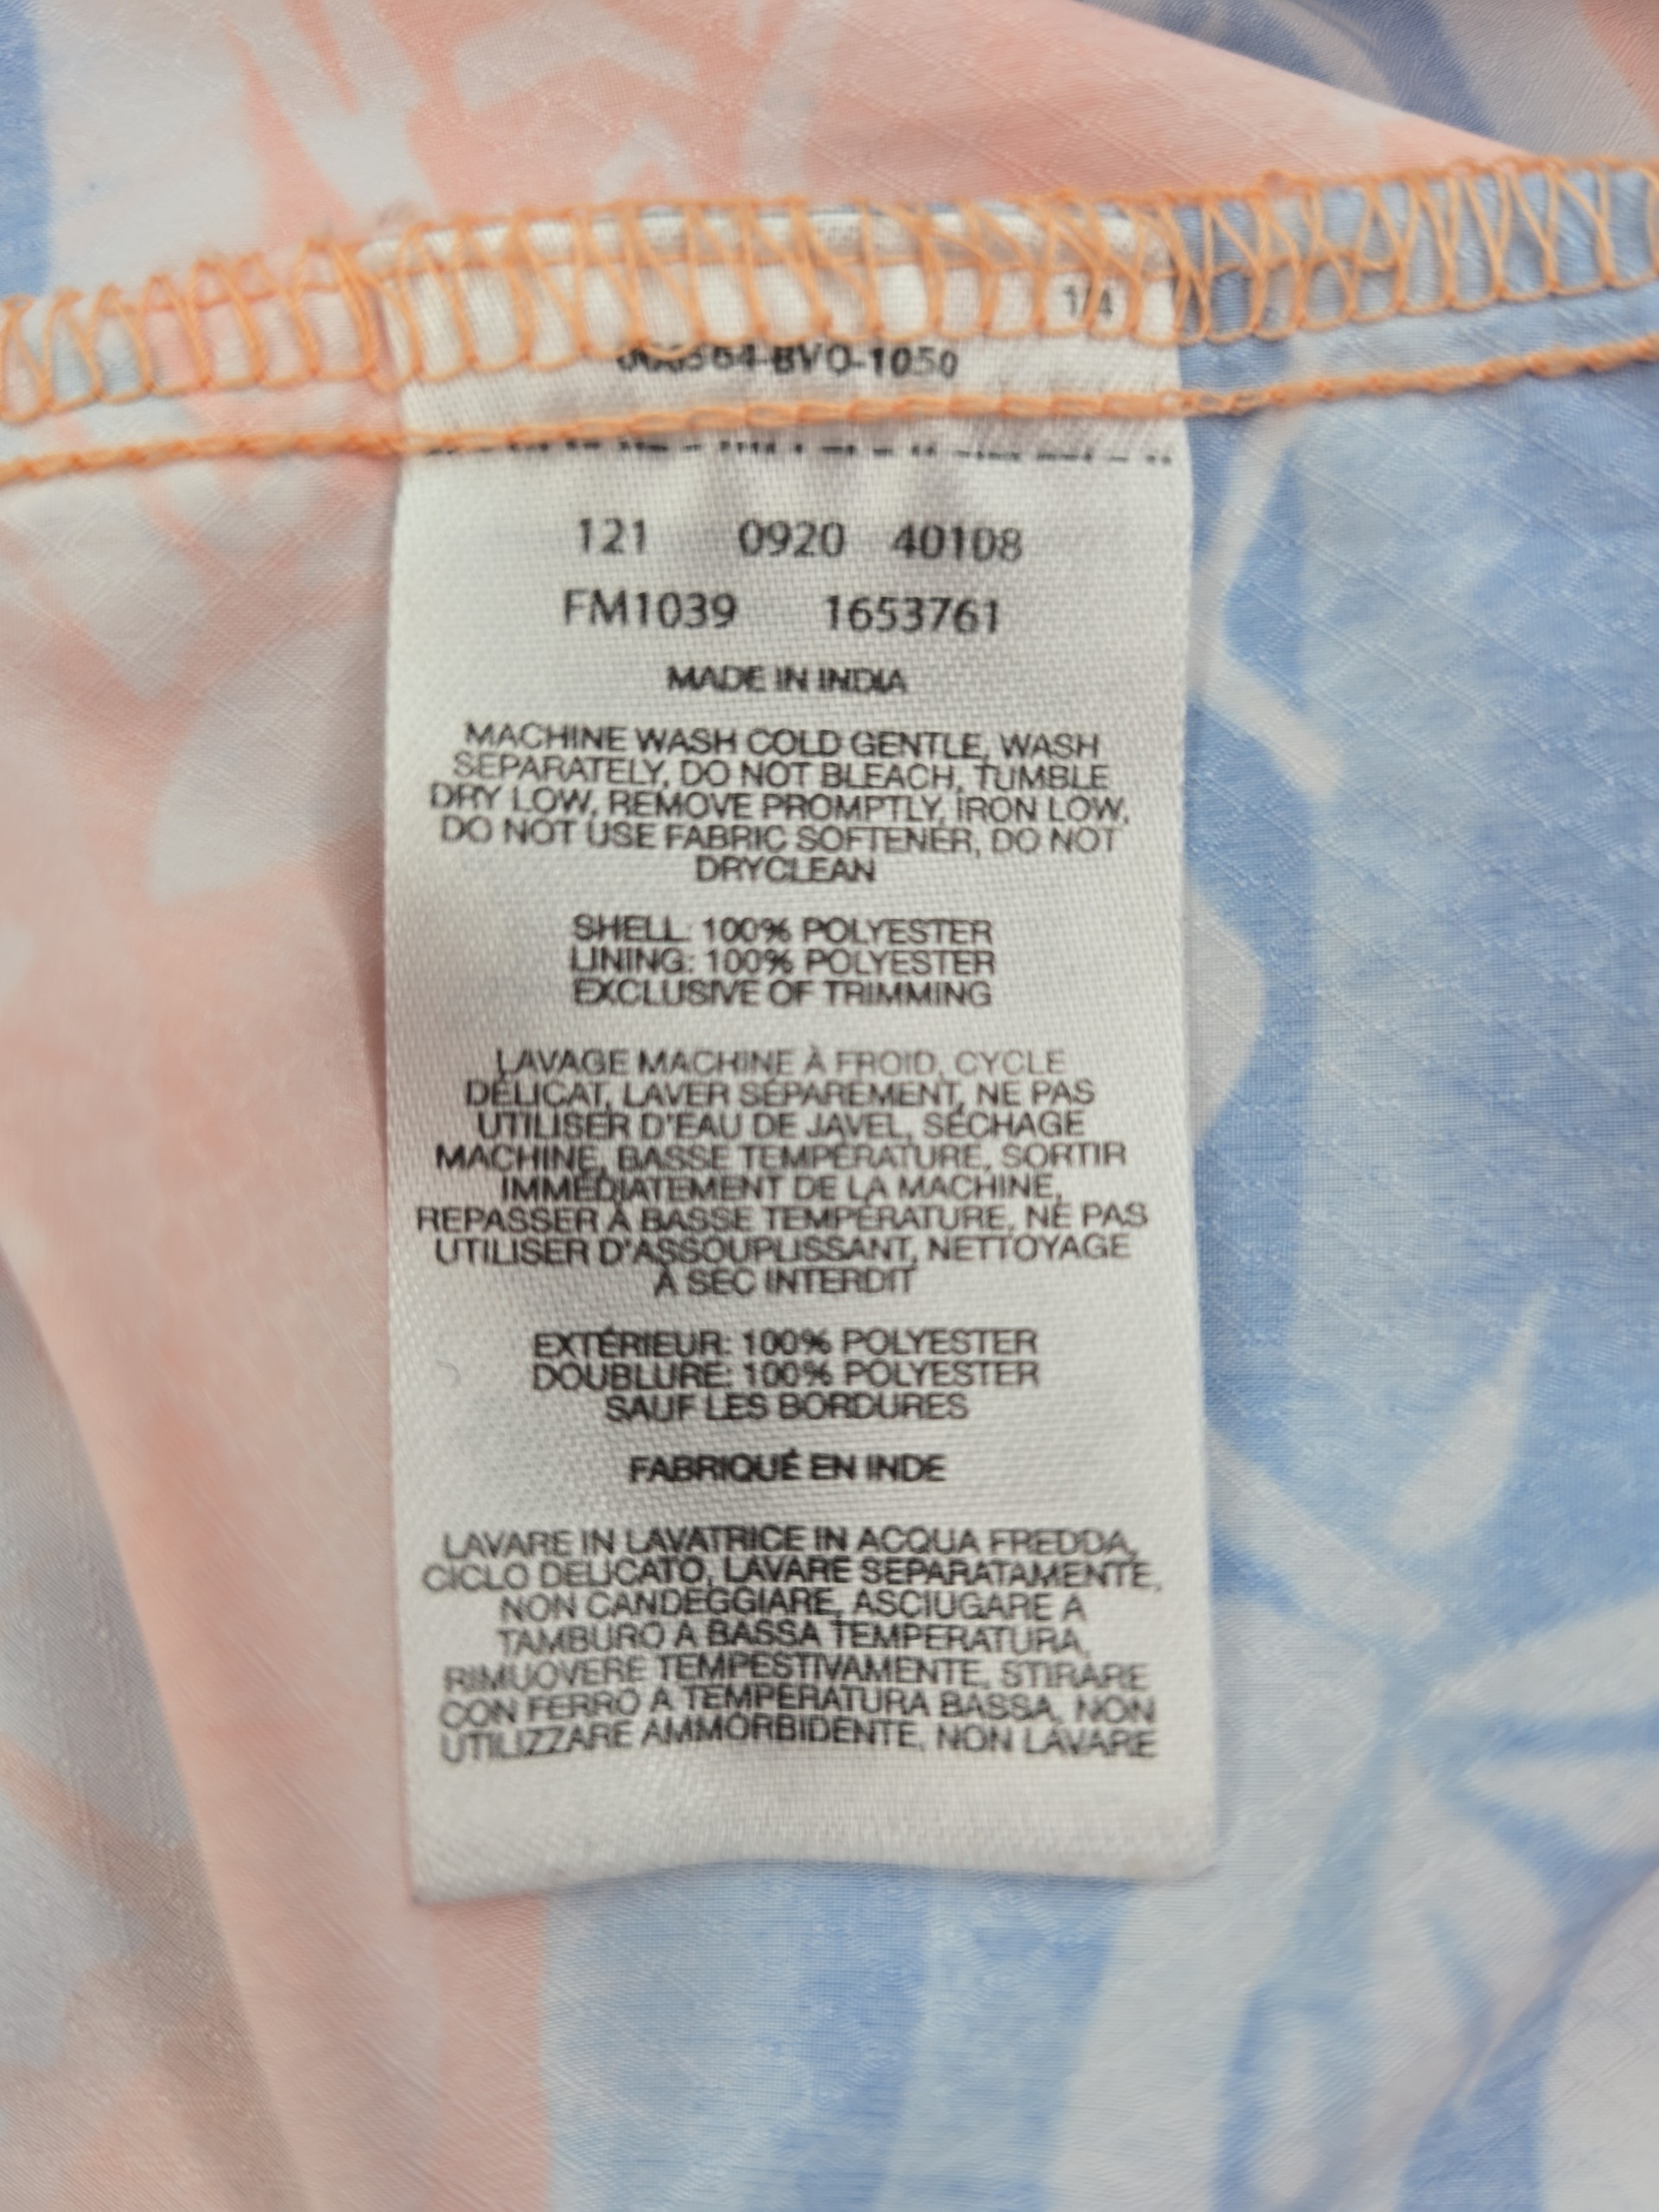 1/4
564-BV0-1050
121 0920 40108
FM1039 1653761
MADE IN INDIA
MACHINE WASH COLD GENTLE, WASH
SEPARATELY, DO NOT BLEACH, TUMBLE
DRY LOW, REMOVE PROMPTLY, IRON LOW,
DO NOT USE FABRIC SOFTENER, DO NOT
DRYCLEAN
SHELL: 100% POLYESTER
LINING: 100% POLYESTER
EXCLUSIVE OF TRIMMING
LAVAGE MACHINE À FROID, CYCLE
DÉLICAT, LAVER SÉPARÉMENT, NE PAS
UTILISER D'EAU DE JAVEL, SÉCHAGE
MACHINE, BASSE TEMPÉRATURE, SORTIR
IMMÉDIATEMENT DE LA MACHINE,
REPASSER À BASSE TEMPÉRATURE, NE PAS
UTILISER D'ASSOUPLISSANT, NETTOYAGE
À SEC INTERDIT
EXTÉRIEUR: 100% POLYESTER
DOUBLURE: 100% POLYESTER
SAUF LES BORDURES
FABRIQUÉ EN INDE
LAVARE IN LAVATRICE IN ACQUA FREDDA,
CICLO DELICATO, LAVARE SEPARATAMENTE,
NON CANDEGGIARE, ASCIUGARE A
TAMBURO A BASSA TEMPERATURA,
RIMUOVERE TEMPESTIVAMENTE, STIRARE
CON FERRO A TEMPERATURA BASSA, NON
UTILIZZARE AMMORBIDENTE, NON LAVARE